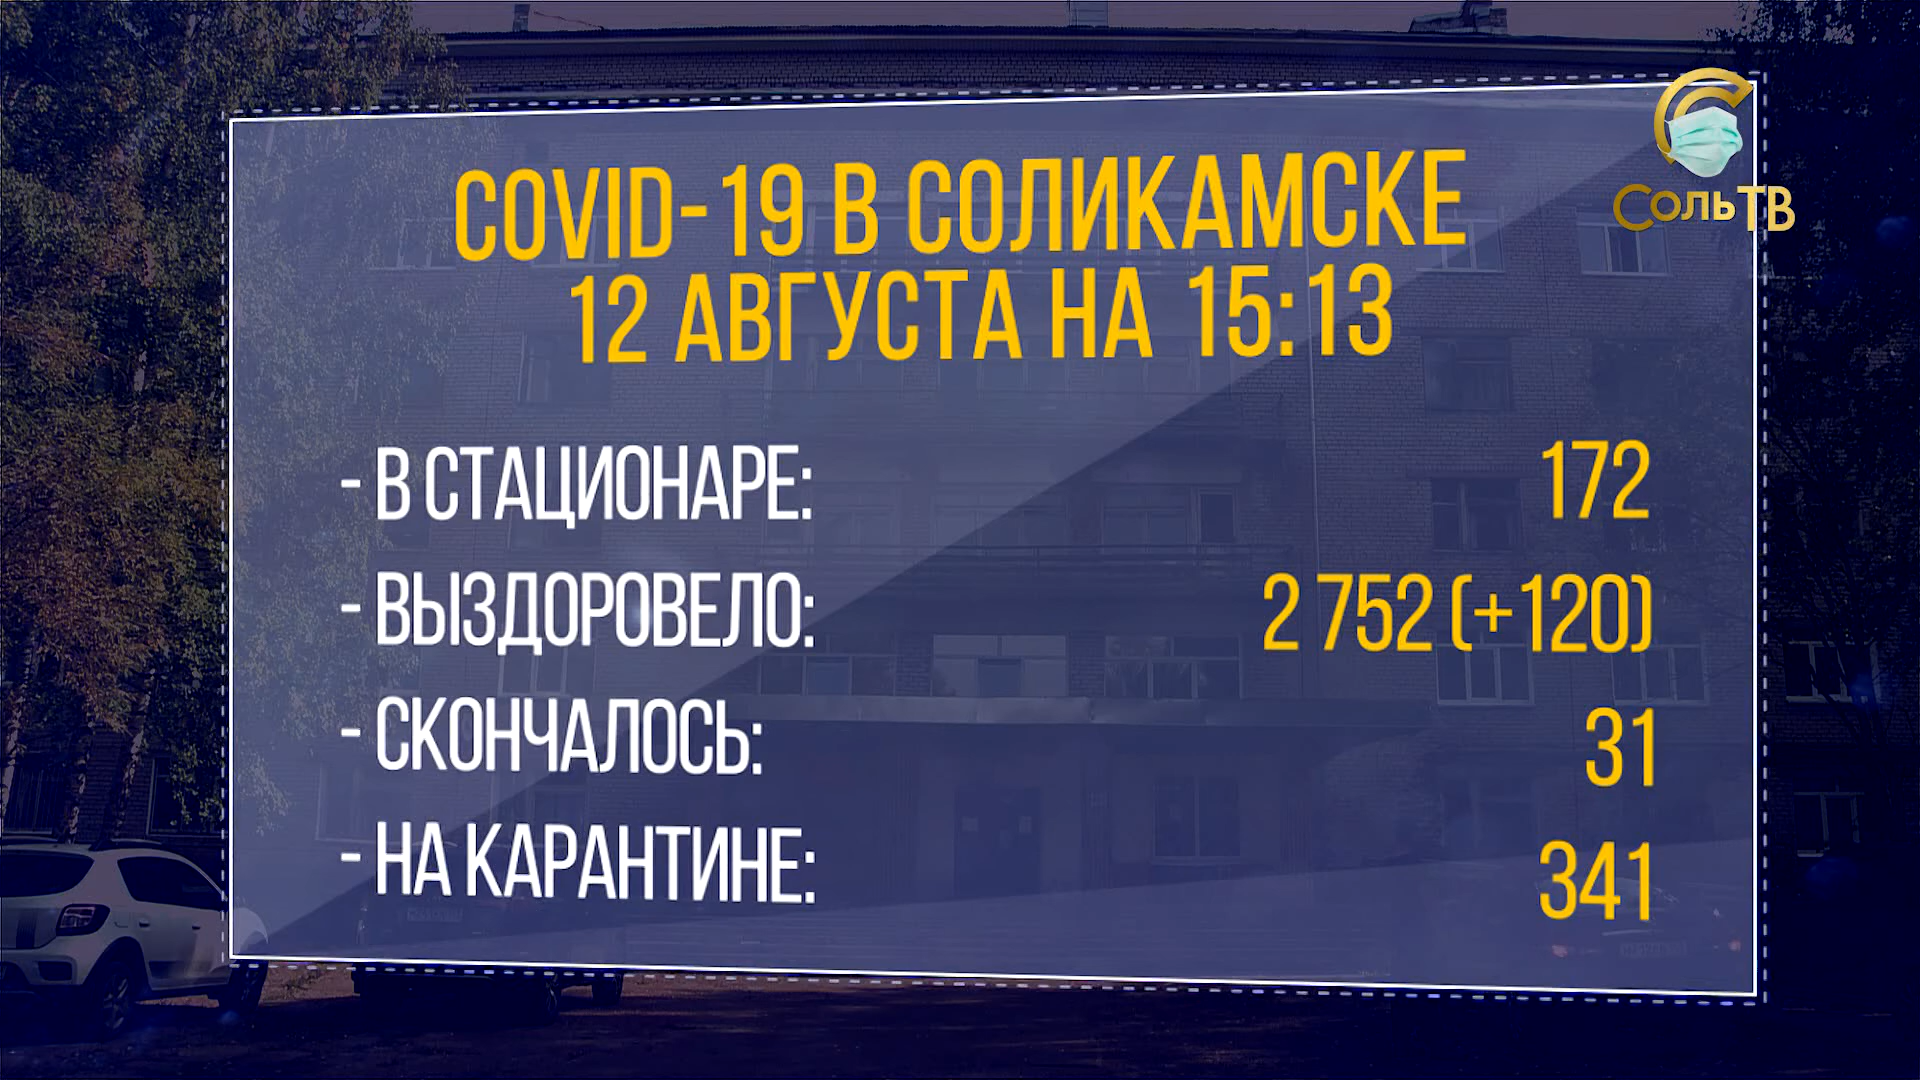 СольТВ
COVID-19 В СОЛИКАМСКЕ
12 АВГУСТА НА 15:13
- В СТАЦИОНАРЕ: 172
- ВЫЗДОРОВЕЛО: 2 752 (+120)
- СКОНЧАЛОСЬ: 31
- НА КАРАНТИНЕ: 341